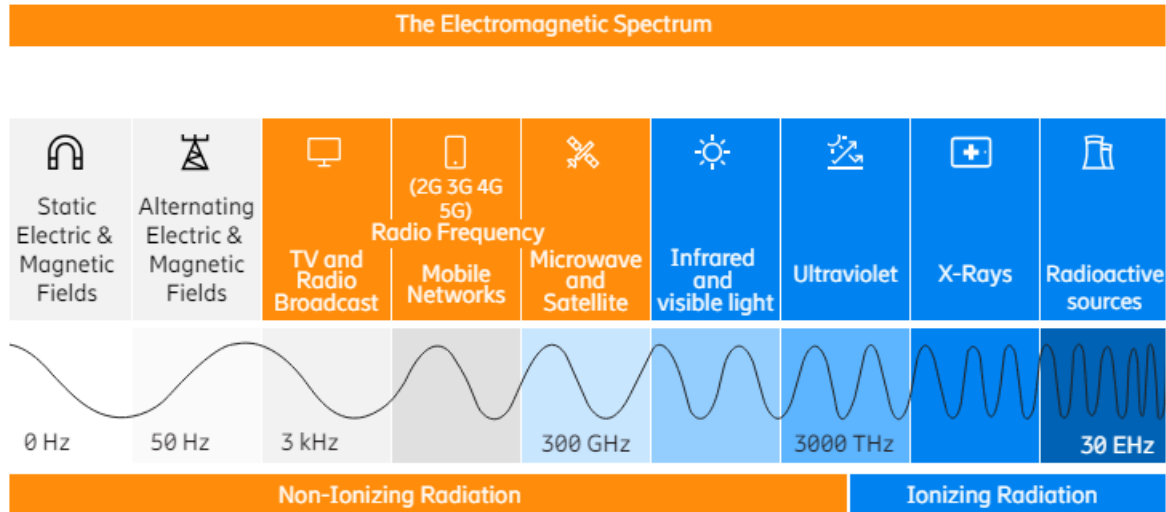 The Electromagnetic Spectrum
Static
Electric &
Magnetic
Fields
Alternating
Electric &
Magnetic
Fields
(2G 3G 4G
5G)
Radio Frequency
TV and
Radio
Broadcast
Mobile
Networks
Microwave
and
Satellite
Infrared
and
visible light
Ultraviolet
X-Rays
Radioactive
sources
0 Hz
50 Hz
3 kHz
300 GHz
3000 THz
30 EHz
Non-Ionizing Radiation
Ionizing Radiation